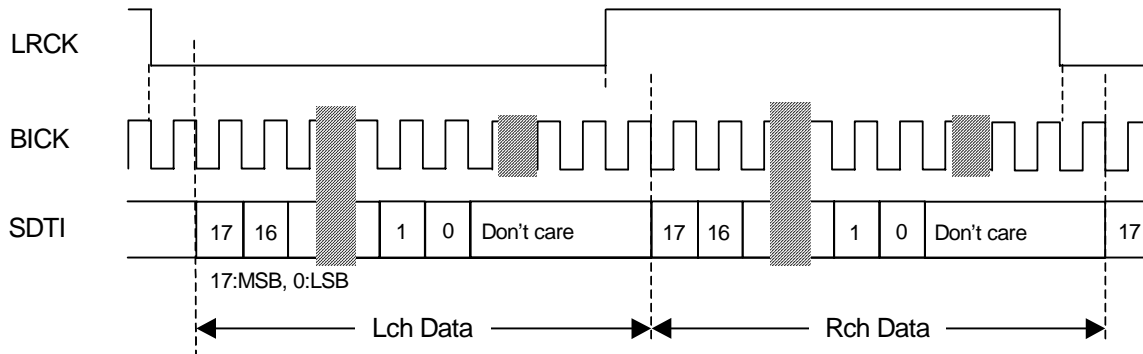 LRCK
BICK
SDTI
17 16 1 0 Don't care 17 16 1 0 Don't care 17
17:MSB, 0:LSB
Lch Data Rch Data